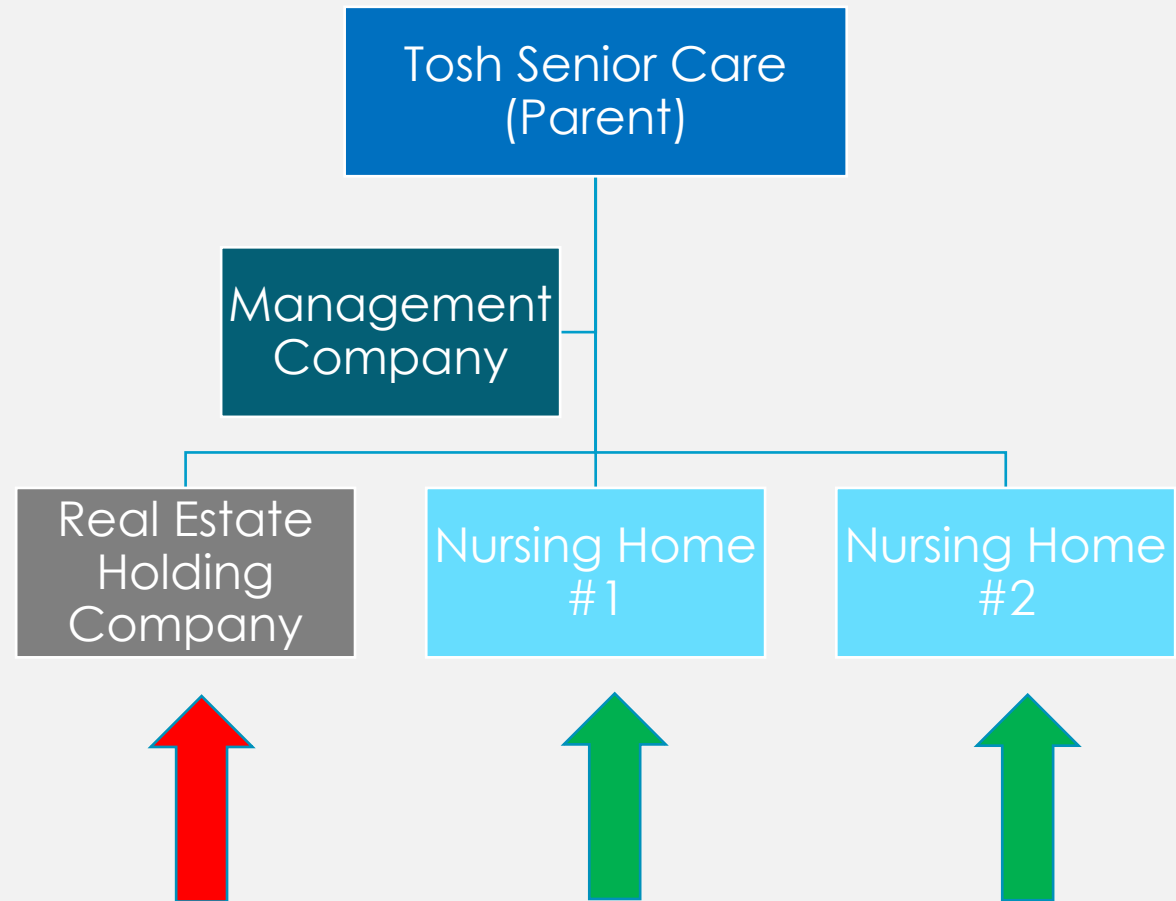 Tosh Senior Care
(Parent)
Management
Company
Real Estate
Holding
Company
Nursing Home
#1
Nursing Home
#2